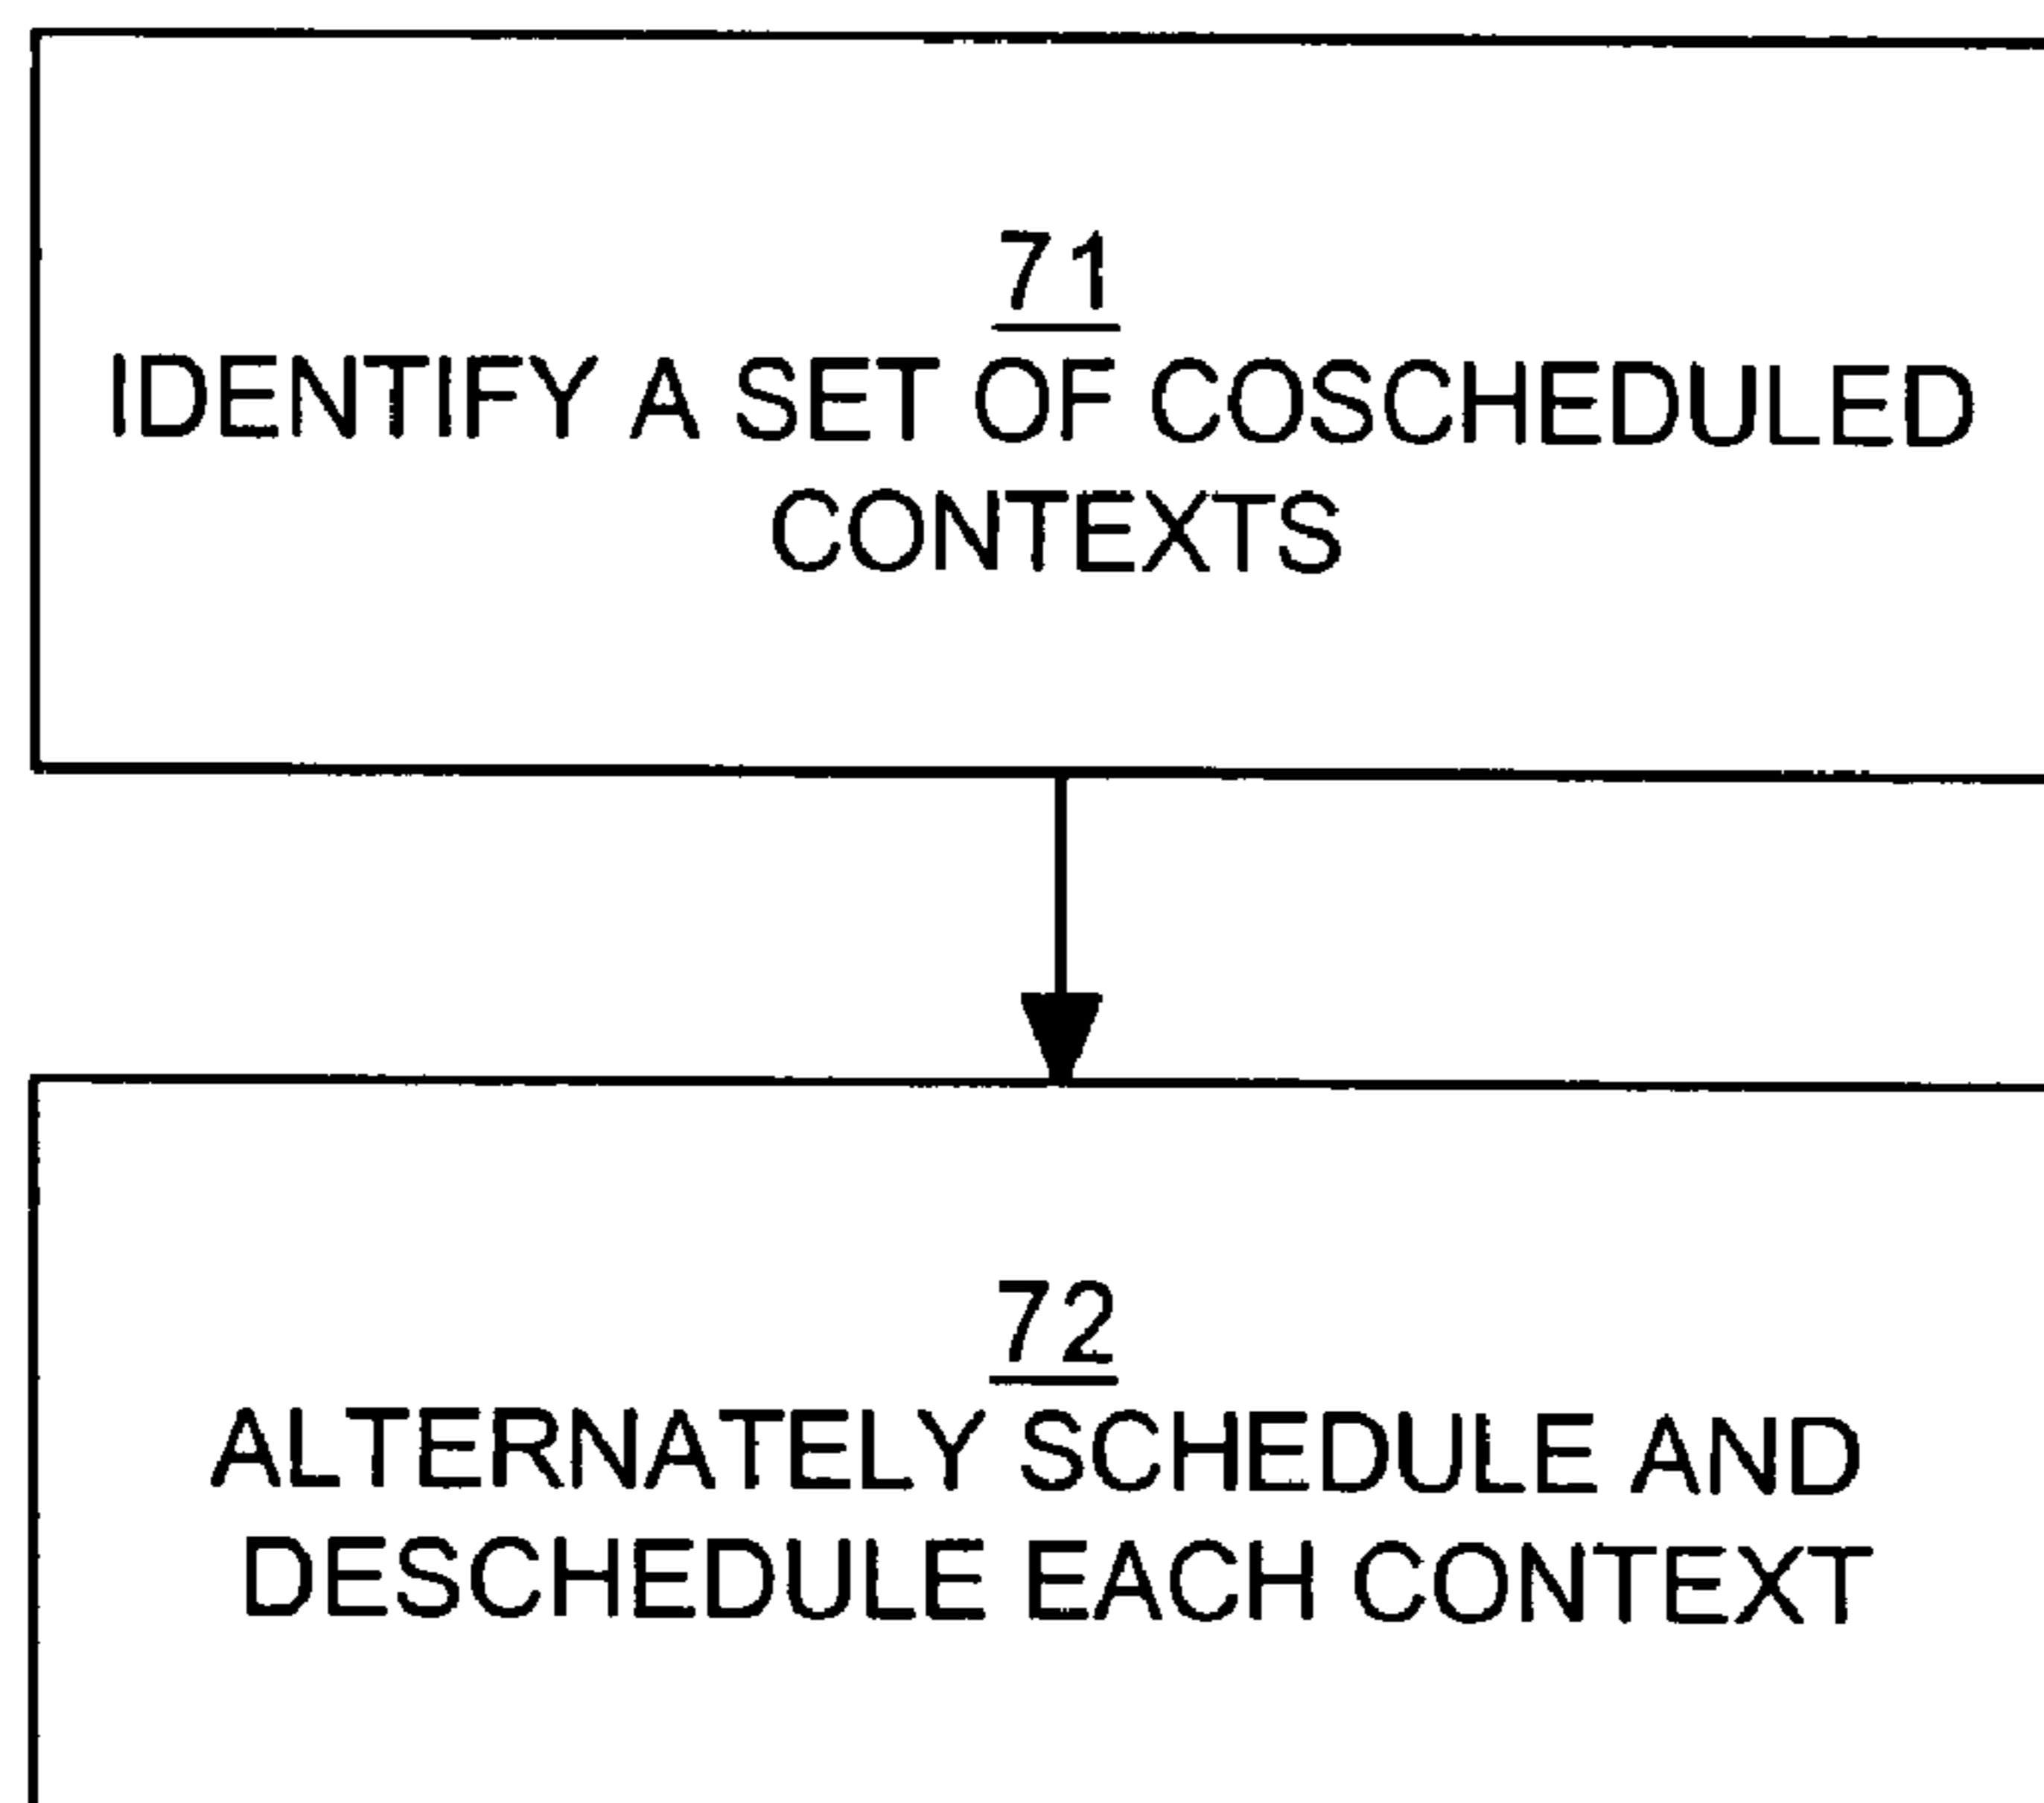 71
IDENTIFY A SET OF COSCHEDULED
CONTEXTS
72
ALTERNATELY SCHEDULE AND
DESCHEDULE EACH CONTEXT